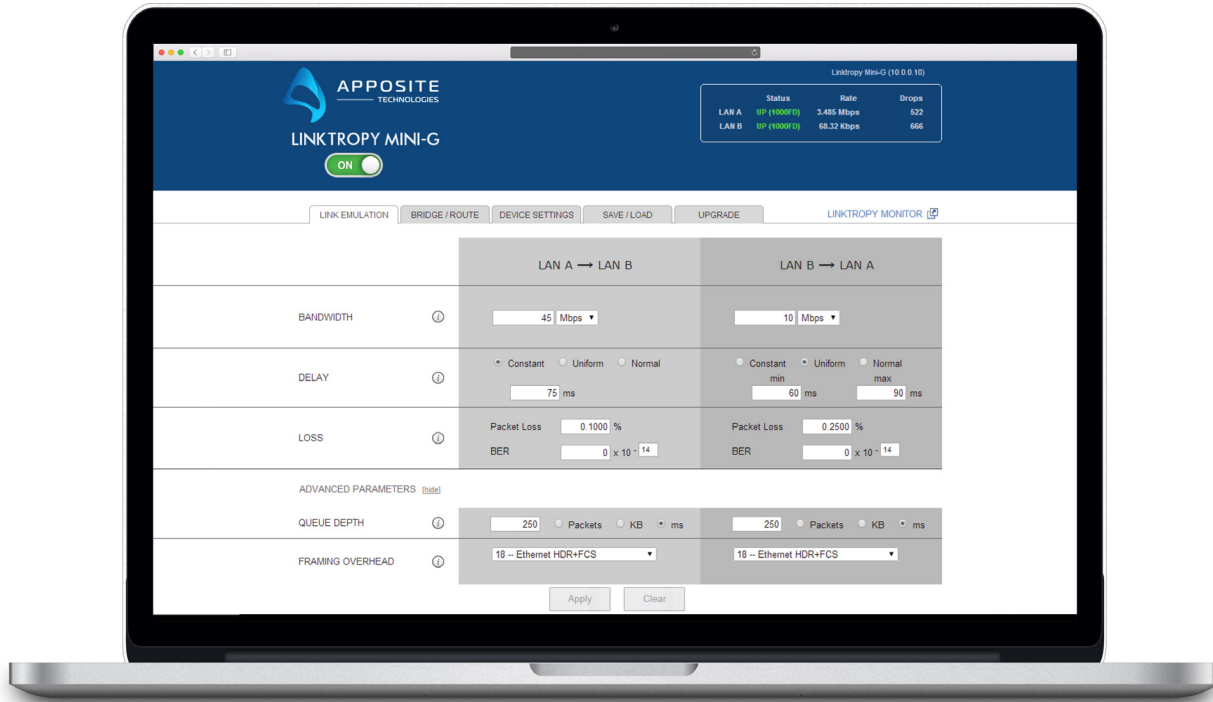 Linktropy Mini-G (10.0.0.10)
APPOSITE
TECHNOLOGIES
LINKTROPY MINI-G
ON
Status Rate Drops
LAN A UP (1000FD) 3.485 Mbps 522
LAN B UP (1000FD) 68.32 Kbps 666
LINK EMULATION BRIDGE / ROUTE DEVICE SETTINGS SAVE / LOAD UPGRADE LINKTROPY MONITOR
LAN A → LAN B LAN B → LAN A
BANDWIDTH i 45 Mbps 10 Mbps
DELAY i Constant Uniform Normal Constant Uniform Normal
min max
75 ms 60 ms 90 ms
LOSS i Packet Loss 0.1000 % Packet Loss 0.2500 %
BER 0 x 10 - 14 BER 0 x 10 - 14
ADVANCED PARAMETERS [hide]
QUEUE DEPTH i 250 Packets KB ms 250 Packets KB ms
FRAMING OVERHEAD i 18 -- Ethernet HDR+FCS 18 -- Ethernet HDR+FCS
Apply Clear